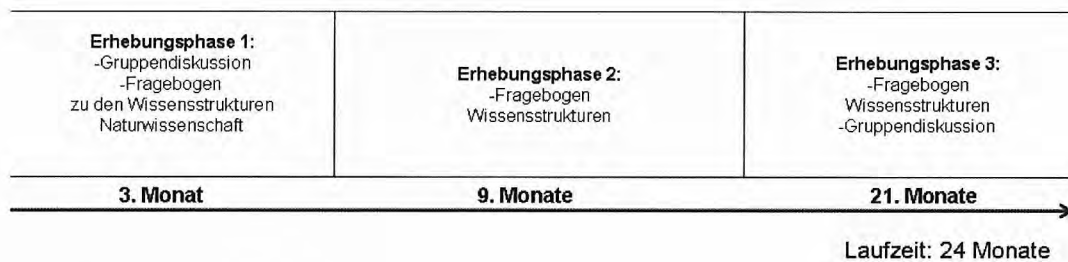 Erhebungsphase 1:
-Gruppendiskussion
-Fragebogen
zu den Wissensstrukturen
Naturwissenschaft
Erhebungsphase 2:
-Fragebogen
Wissensstrukturen
Erhebungsphase 3:
-Fragebogen
Wissensstrukturen
-Gruppendiskussion
3. Monat
9. Monate
21. Monate
Laufzeit: 24 Monate